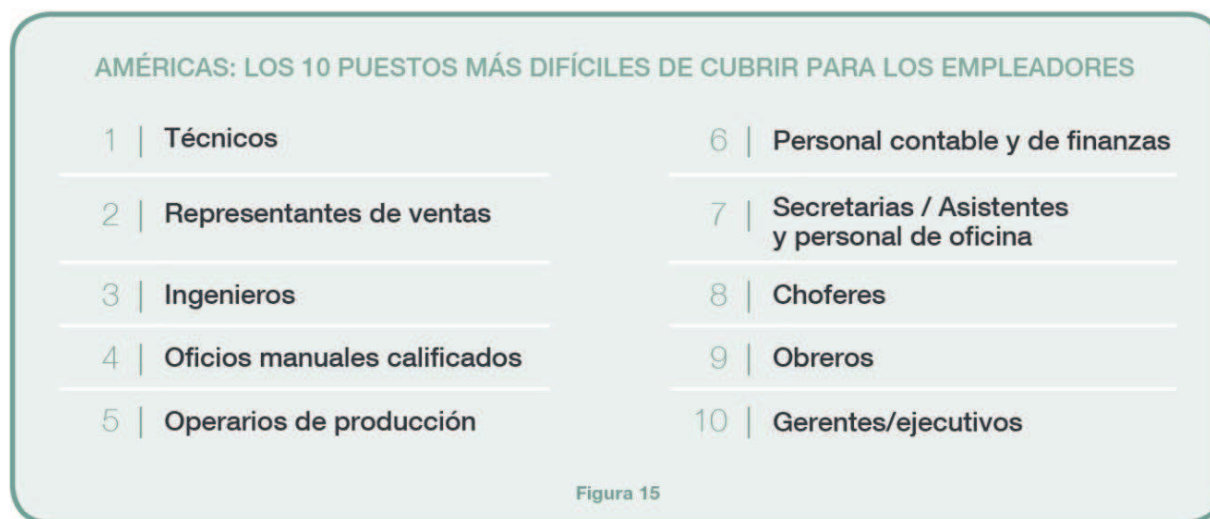 AMÉRICAS: LOS 10 PUESTOS MÁS DIFÍCILES DE CUBRIR PARA LOS EMPLEADORES
1 | Técnicos
2 | Representantes de ventas
3 | Ingenieros
4 | Oficios manuales calificados
5 | Operarios de producción
6 | Personal contable y de finanzas
7 | Secretarias / Asistentes
y personal de oficina
8 | Choferes
9 | Obreros
10 | Gerentes/ejecutivos
Figura 15